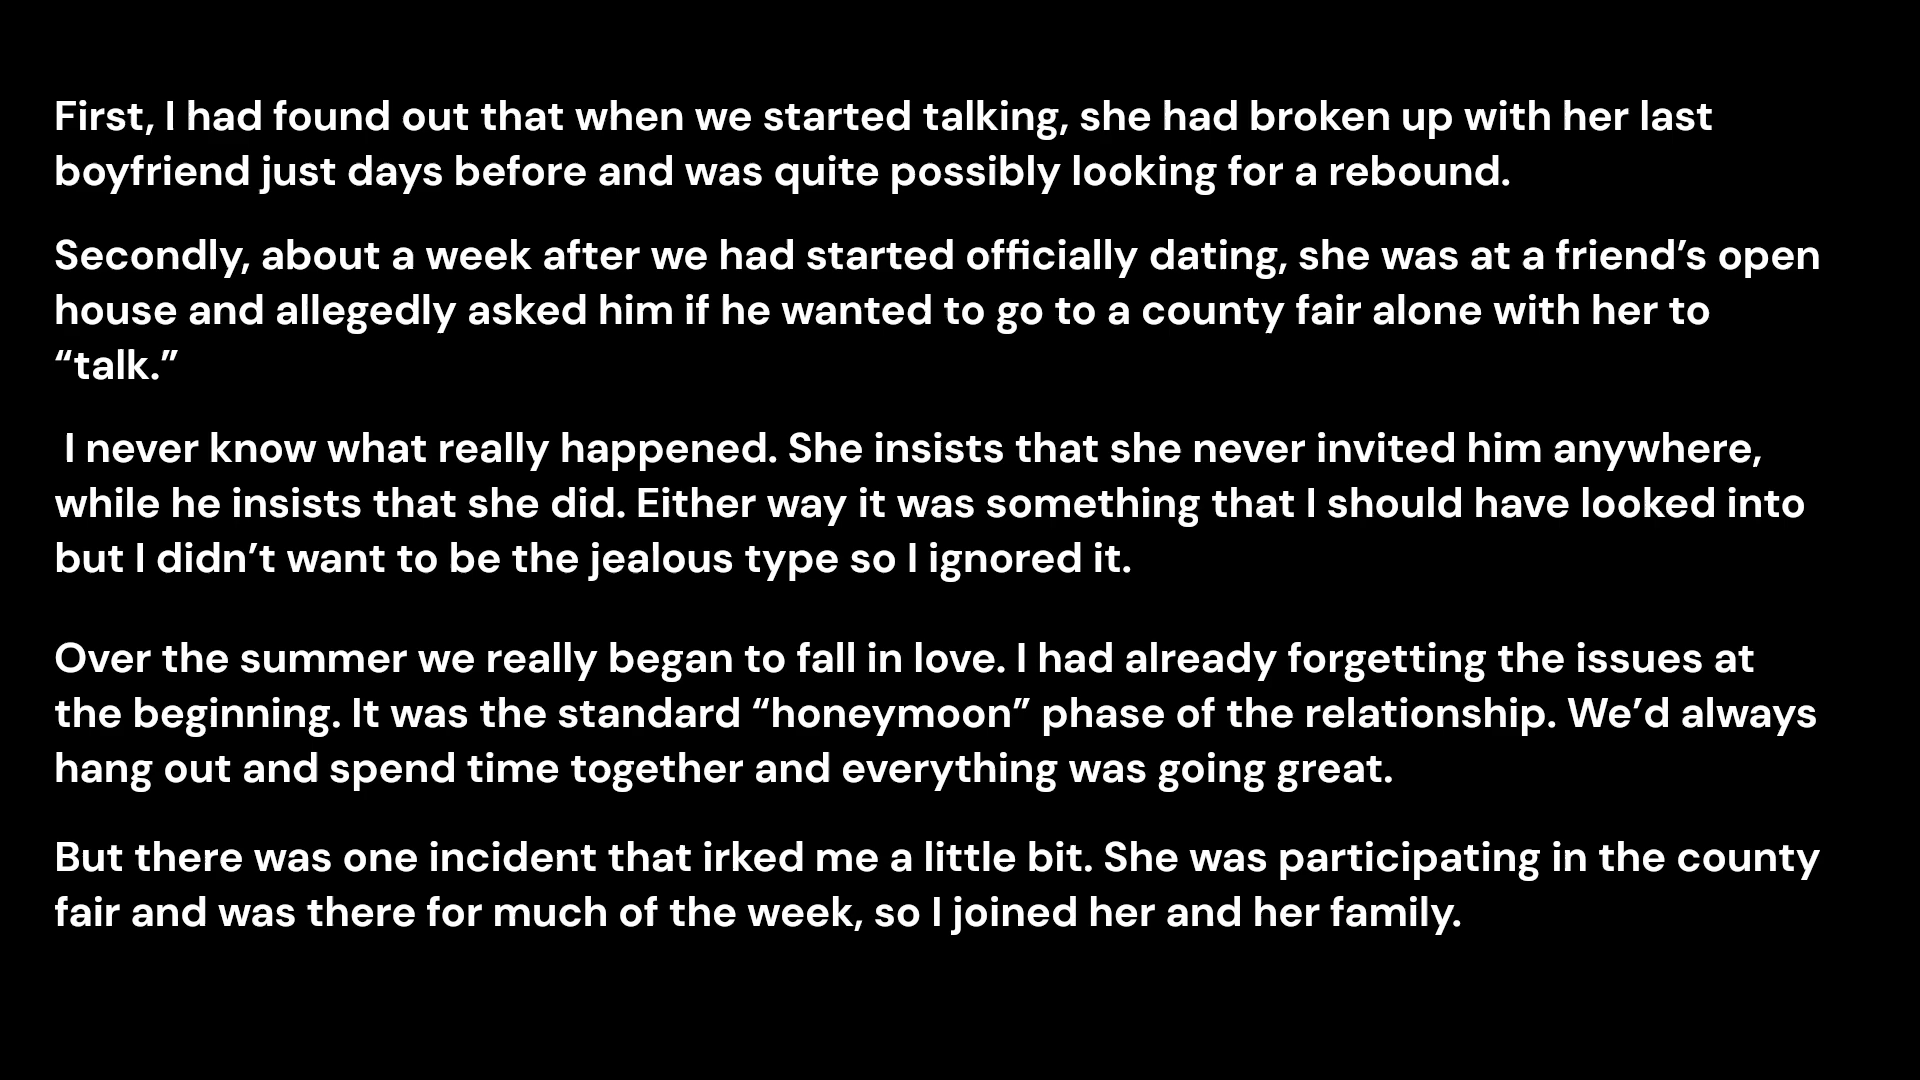 First, I had found out that when we started talking, she had broken up with her last
boyfriend just days before and was quite possibly looking for a rebound.
Secondly, about a week after we had started officially dating, she was at a friend’s open
house and allegedly asked him if he wanted to go to a county fair alone with her to
“talk.”
I never know what really happened. She insists that she never invited him anywhere,
while he insists that she did. Either way it was something that I should have looked into
but I didn’t want to be the jealous type so I ignored it.
Over the summer we really began to fall in love. I had already forgetting the issues at
the beginning. It was the standard “honeymoon” phase of the relationship. We’d always
hang out and spend time together and everything was going great.
But there was one incident that irked me a little bit. She was participating in the county
fair and was there for much of the week, so I joined her and her family.